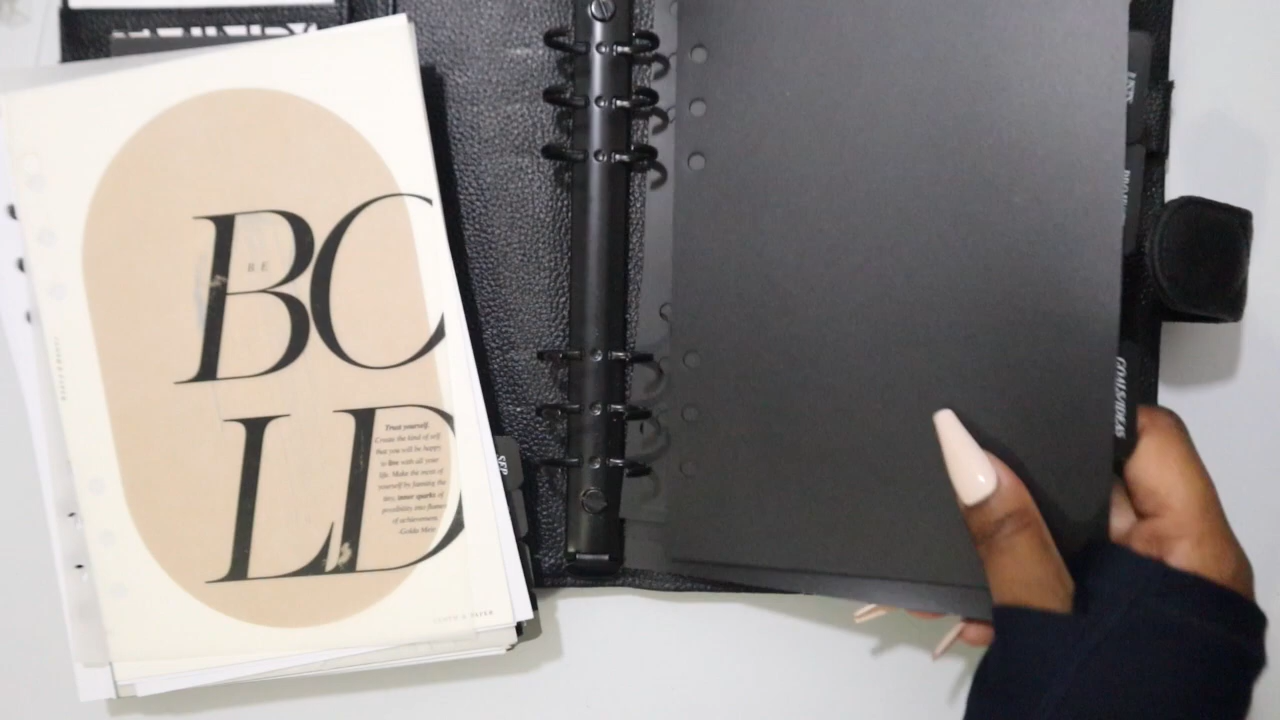 BE
BO
LD
Trust yourself.
Create the kind of self
that you will be happy
to live with all your
life. Make the most of
yourself by fanning the
tiny, inner sparks of
possibility into flames
of achievement.
-Golda Meir
SEP
GOALS/IDEAS